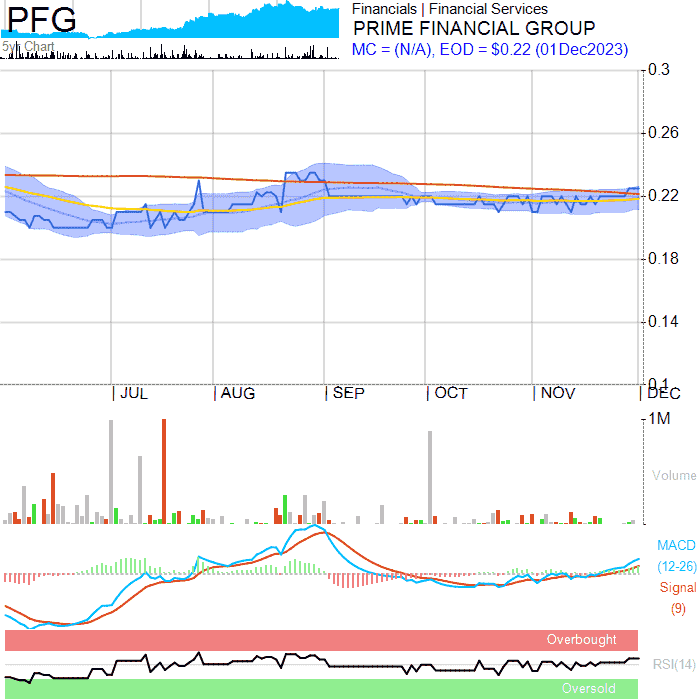 PFG
5yr Chart
Financials | Financial Services
PRIME FINANCIAL GROUP
MC = (N/A), EOD = $0.22 (01Dec2023)
0.3
0.26
0.22
0.18
0.14
0.1
JUL AUG SEP OCT NOV DEC
1M
Volume
MACD
(12-26)
Signal
(9)
Overbought
RSI(14)
Oversold